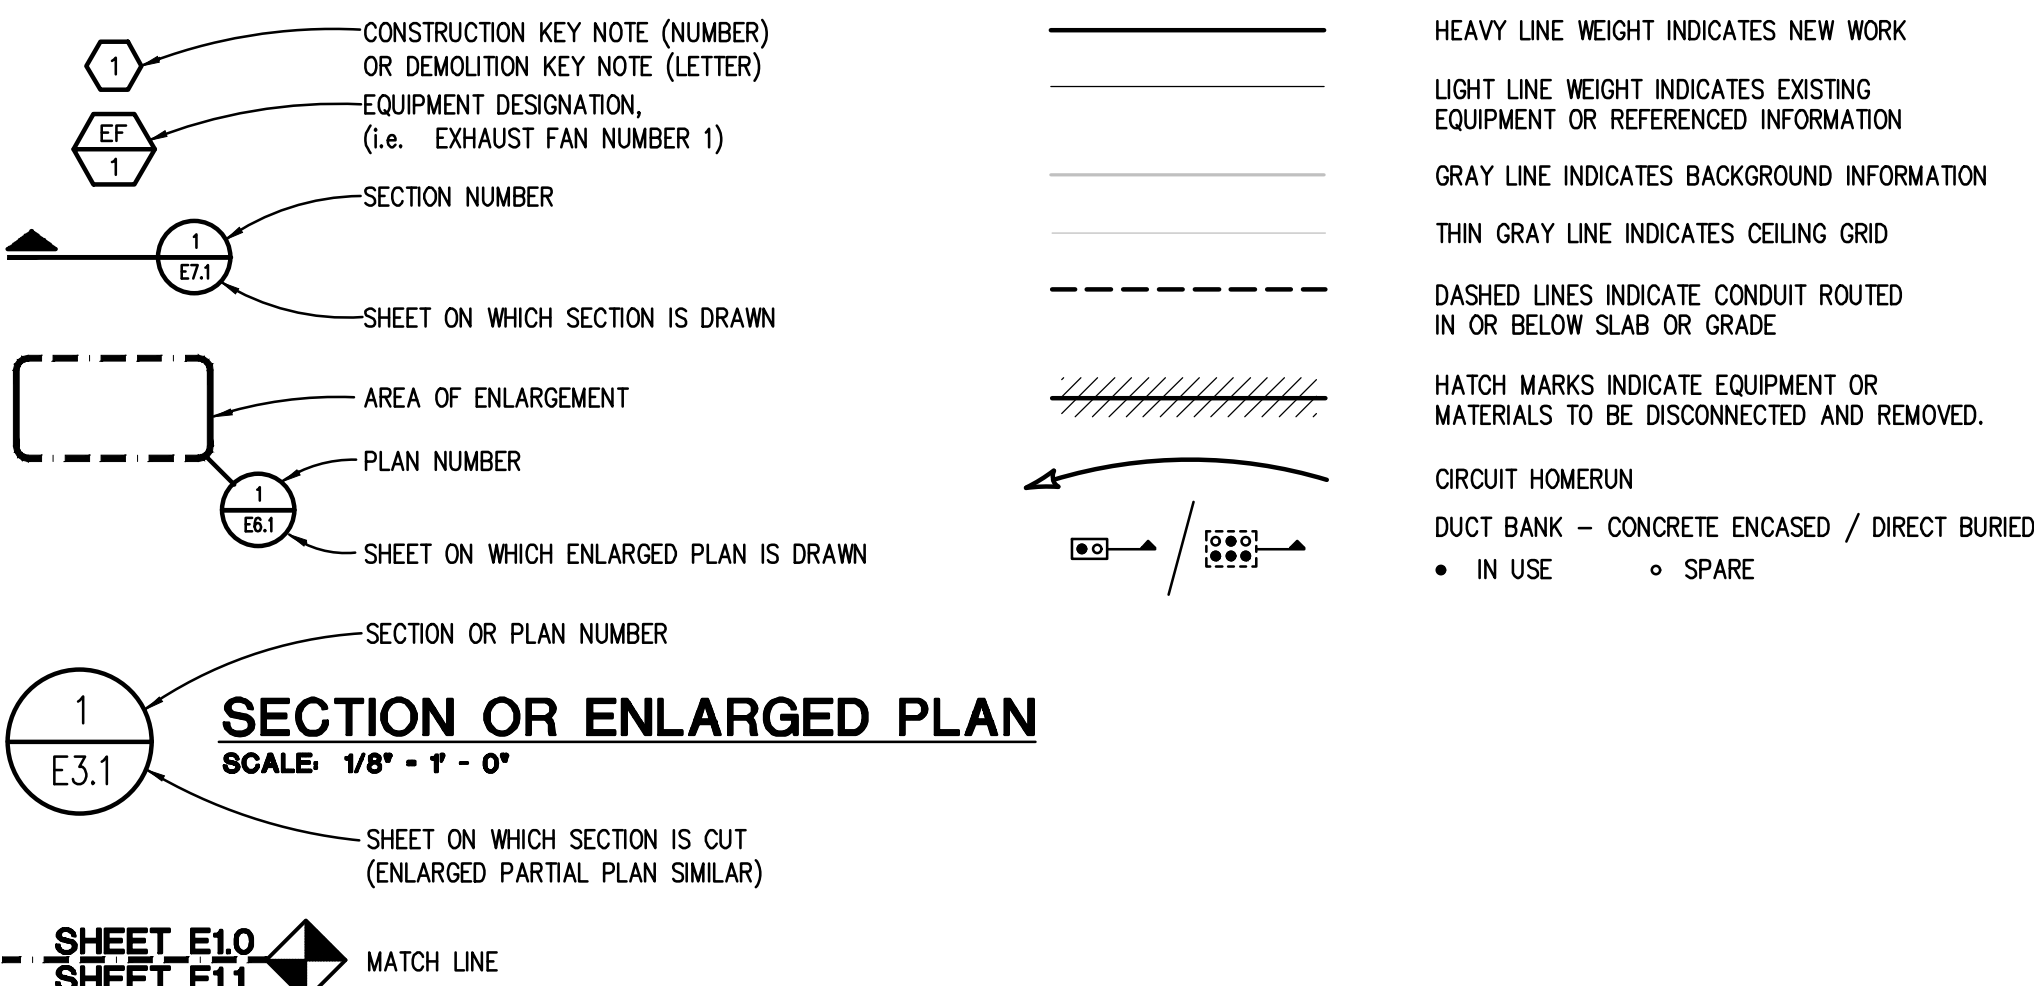 1
CONSTRUCTION KEY NOTE (NUMBER)
OR DEMOLITION KEY NOTE (LETTER)
EF
1
EQUIPMENT DESIGNATION,
(i.e. EXHAUST FAN NUMBER 1)
SECTION NUMBER
1
E7.1
SHEET ON WHICH SECTION IS DRAWN
AREA OF ENLARGEMENT
PLAN NUMBER
1
E6.1
SHEET ON WHICH ENLARGED PLAN IS DRAWN
SECTION OR PLAN NUMBER
1
E3.1
SECTION OR ENLARGED PLAN
SCALE: 1/8" = 1' - 0"
SHEET ON WHICH SECTION IS CUT
(ENLARGED PARTIAL PLAN SIMILAR)
SHEET E1.0
SHEET E1.1
MATCH LINE
HEAVY LINE WEIGHT INDICATES NEW WORK
LIGHT LINE WEIGHT INDICATES EXISTING
EQUIPMENT OR REFERENCED INFORMATION
GRAY LINE INDICATES BACKGROUND INFORMATION
THIN GRAY LINE INDICATES CEILING GRID
DASHED LINES INDICATE CONDUIT ROUTED
IN OR BELOW SLAB OR GRADE
HATCH MARKS INDICATE EQUIPMENT OR
MATERIALS TO BE DISCONNECTED AND REMOVED.
CIRCUIT HOMERUN
DUCT BANK – CONCRETE ENCASED / DIRECT BURIED
IN USE
SPARE